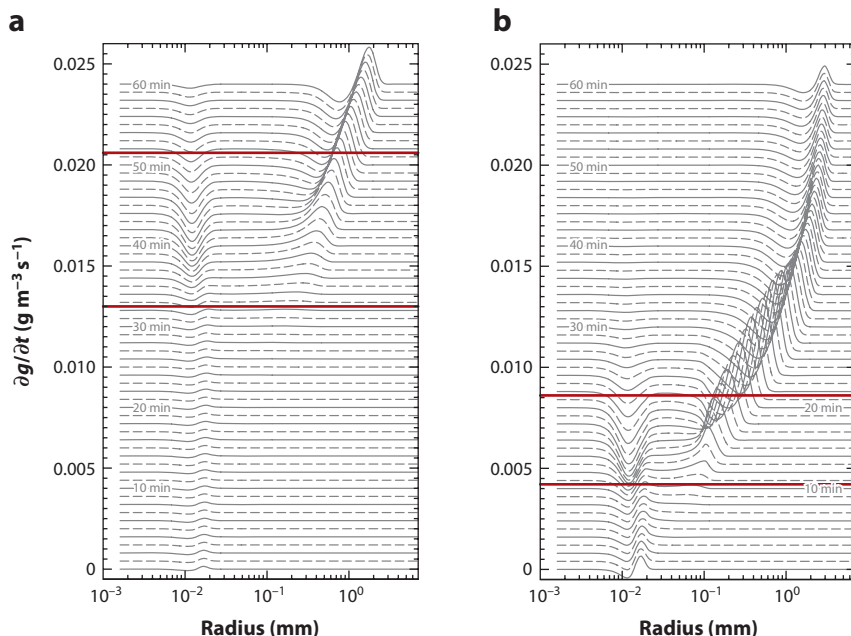 a
b
0.025
0.020
0.015
0.010
0.005
0
∂g/∂t (g m⁻³ s⁻¹)
60 min
50 min
40 min
30 min
20 min
10 min
10⁻³
10⁻²
10⁻¹
10⁰
Radius (mm)
0.025
0.020
0.015
0.010
0.005
0
60 min
50 min
40 min
30 min
20 min
10 min
10⁻³
10⁻²
10⁻¹
10⁰
Radius (mm)